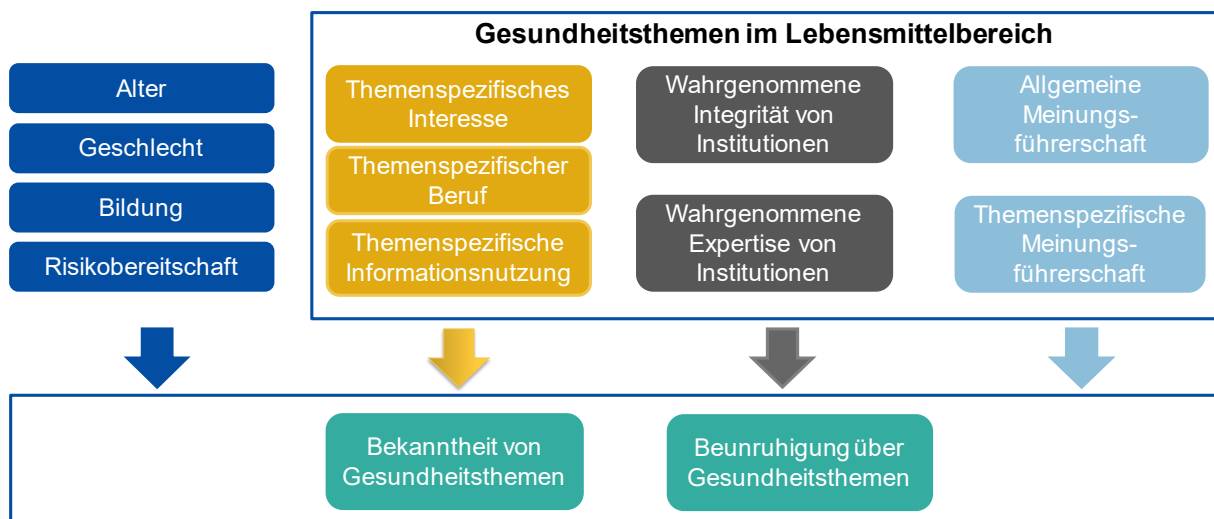 Gesundheitsthemen im Lebensmittelbereich
Alter
Geschlecht
Bildung
Risikobereitschaft
Themenspezifisches
Interesse
Themenspezifischer
Beruf
Themenspezifische
Informationsnutzung
Wahrgenommene
Integrität von
Institutionen
Wahrgenommene
Expertise von
Institutionen
Allgemeine
Meinungs-
führerschaft
Themenspezifische
Meinungs-
führerschaft
Bekanntheit von
Gesundheitsthemen
Beunruhigung über
Gesundheitsthemen